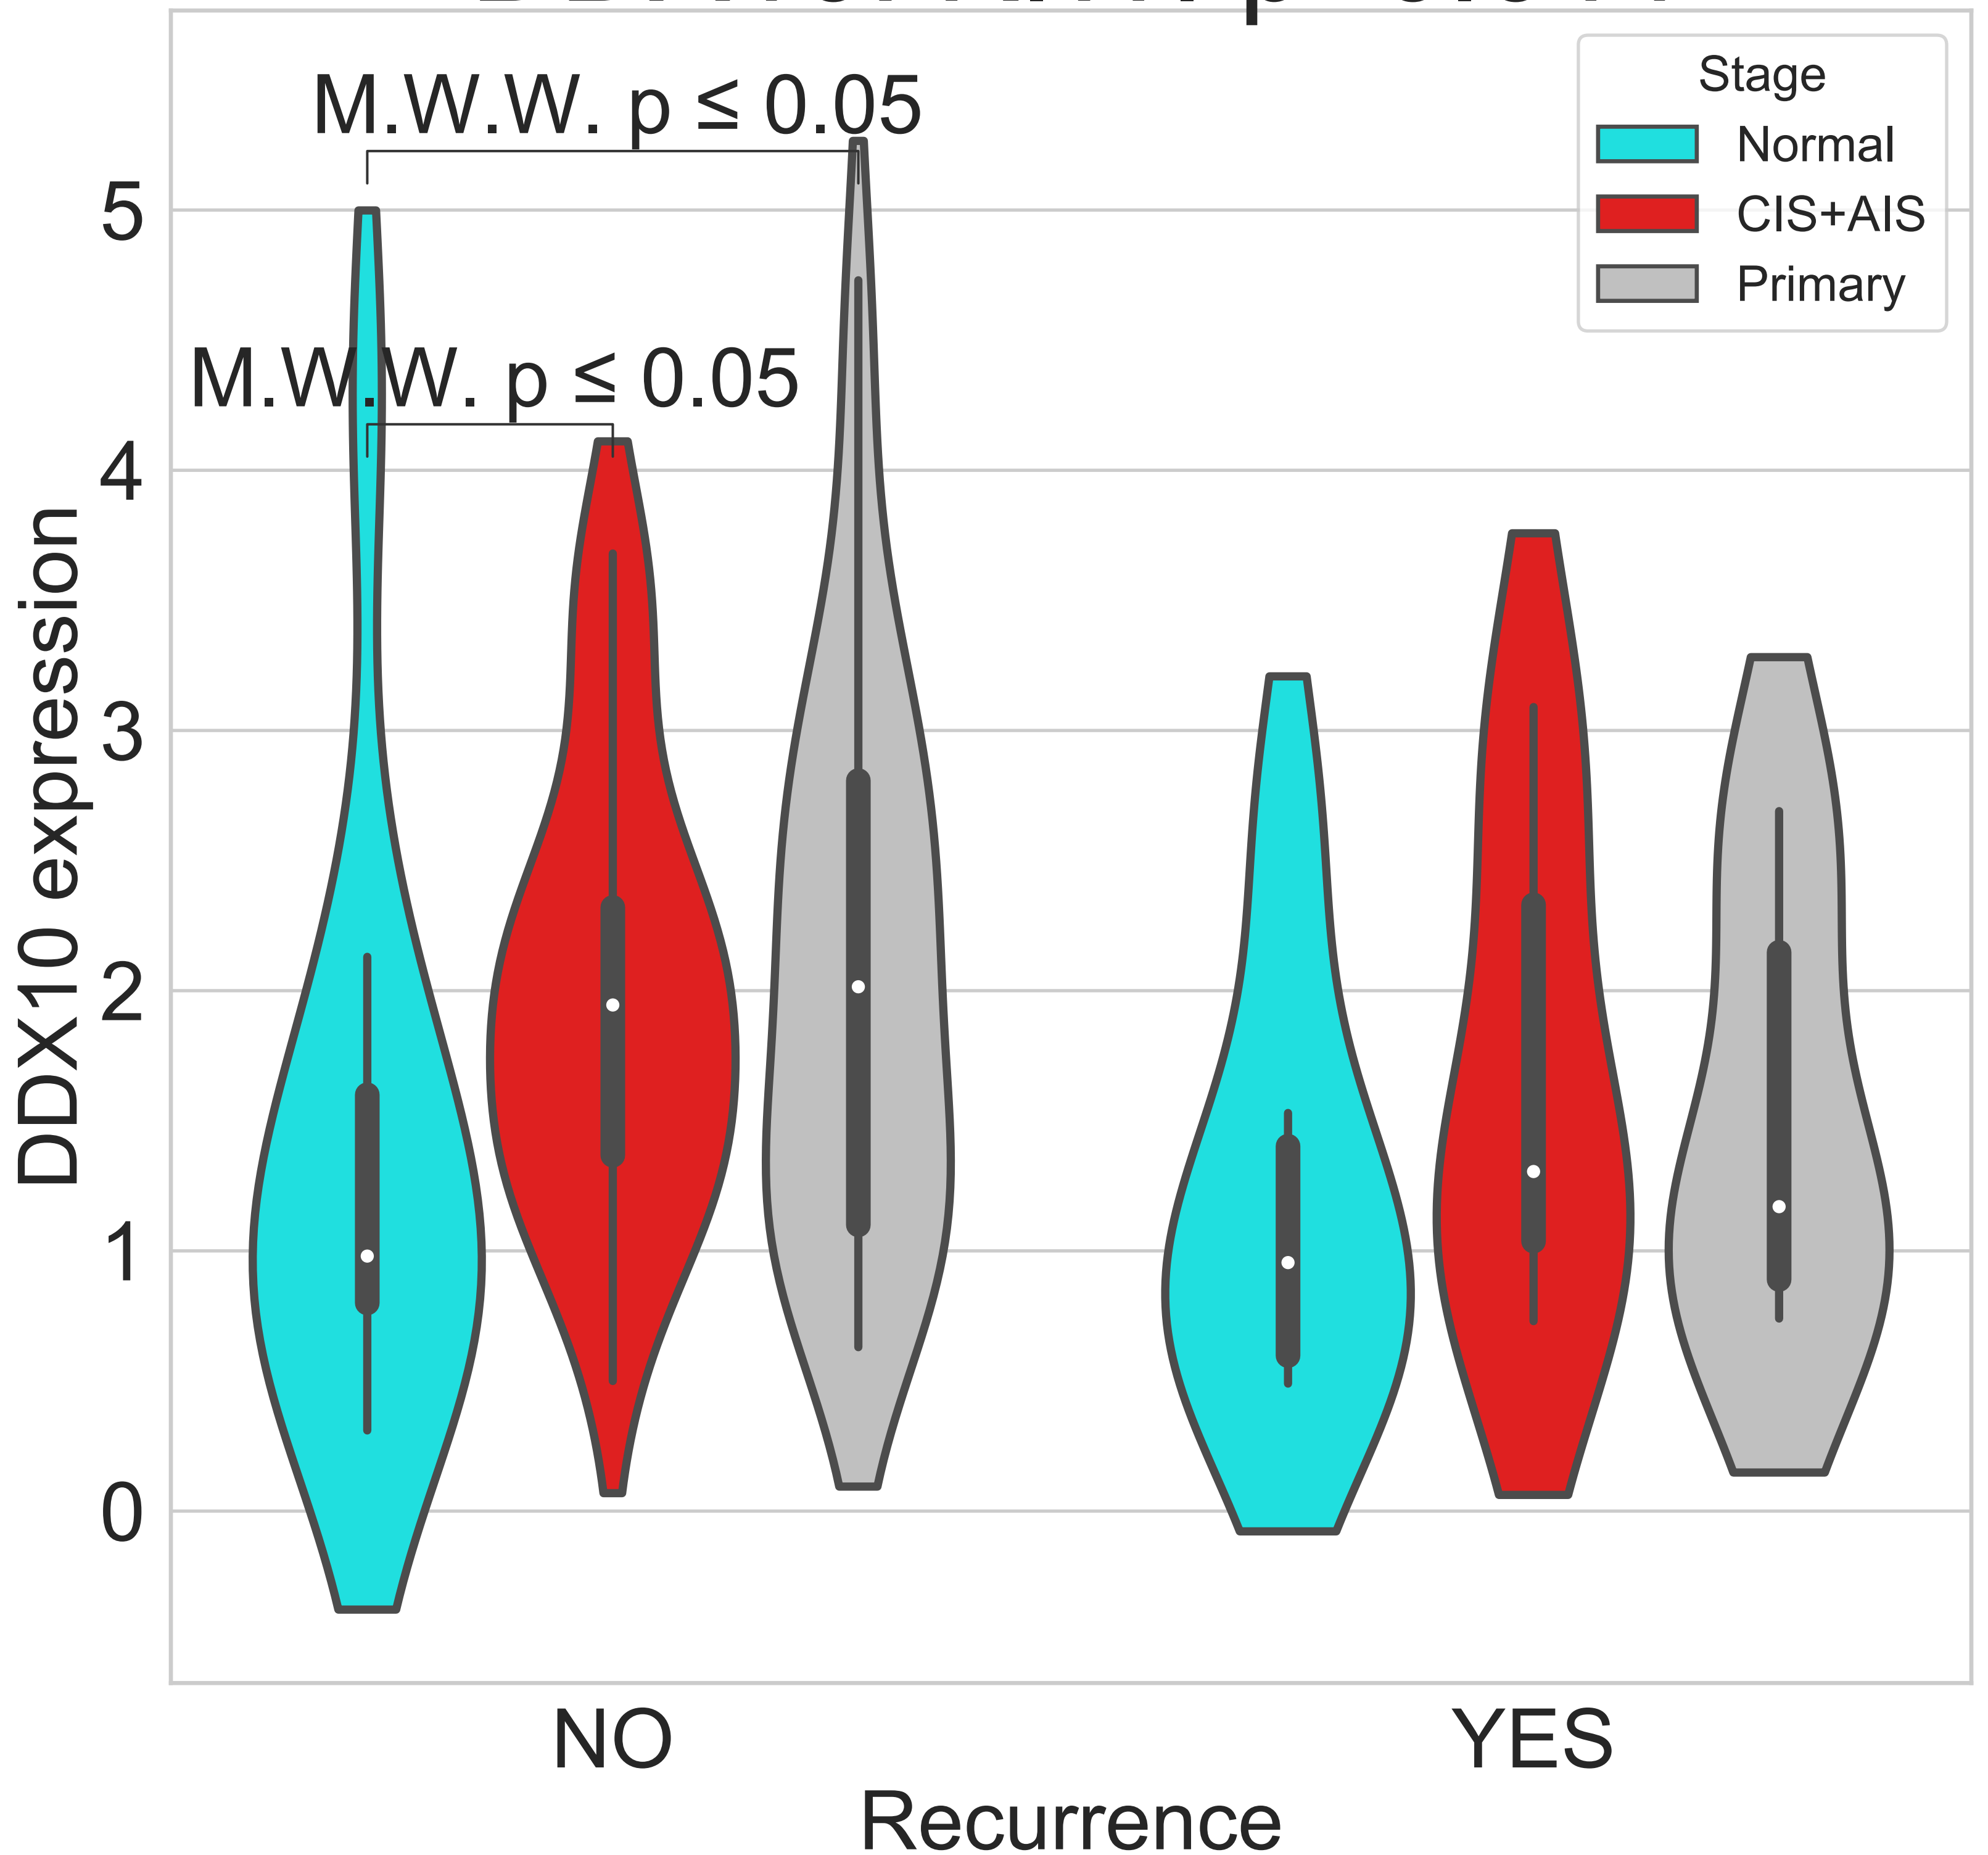 M.W.W. p ≤ 0.05
M.W.W. p ≤ 0.05
Stage
Normal
CIS+AIS
Primary
DDX10 expression
5
4
3
2
1
0
NO
YES
Recurrence